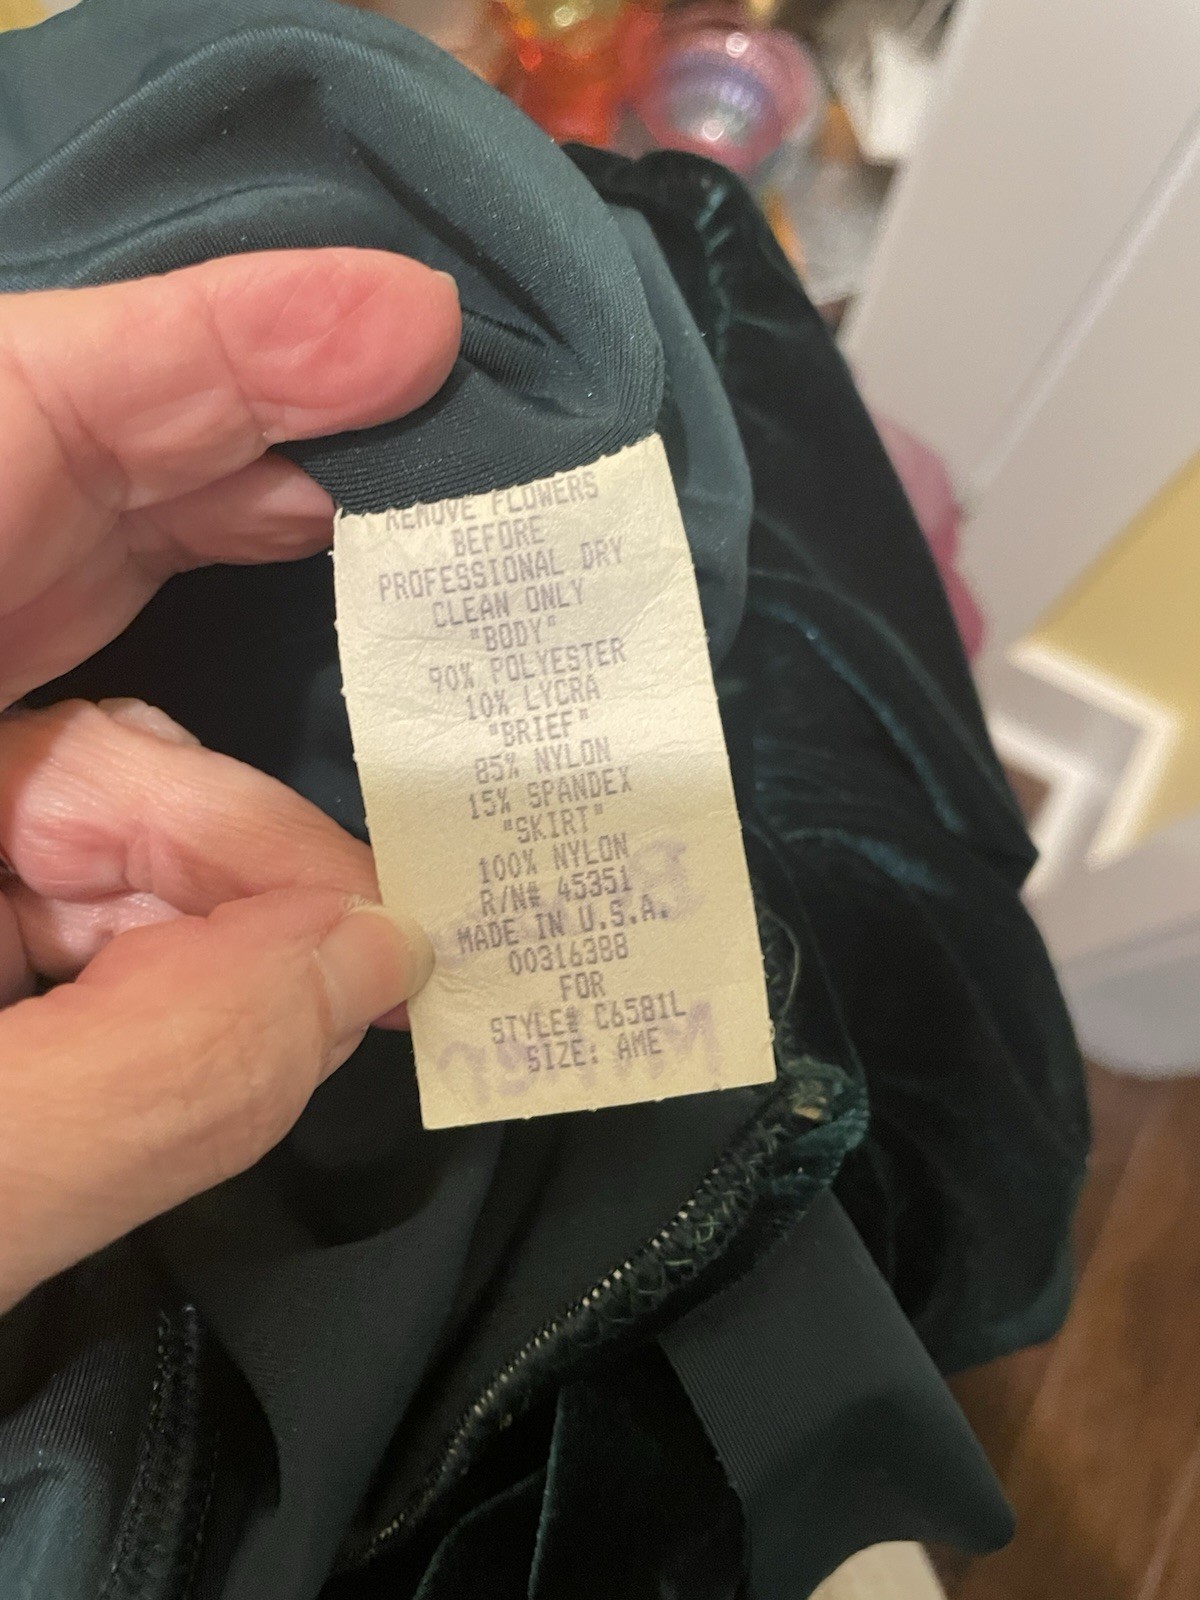 REMOVE FLOWERS
BEFORE
PROFESSIONAL DRY
CLEAN ONLY
"BODY"
90% POLYESTER
10% LYCRA
"BRIEF"
85% NYLON
15% SPANDEX
"SKIRT"
100% NYLON
R/N# 45351
MADE IN U.S.A.
00316388
FOR
STYLE# C6581L
SIZE: AME